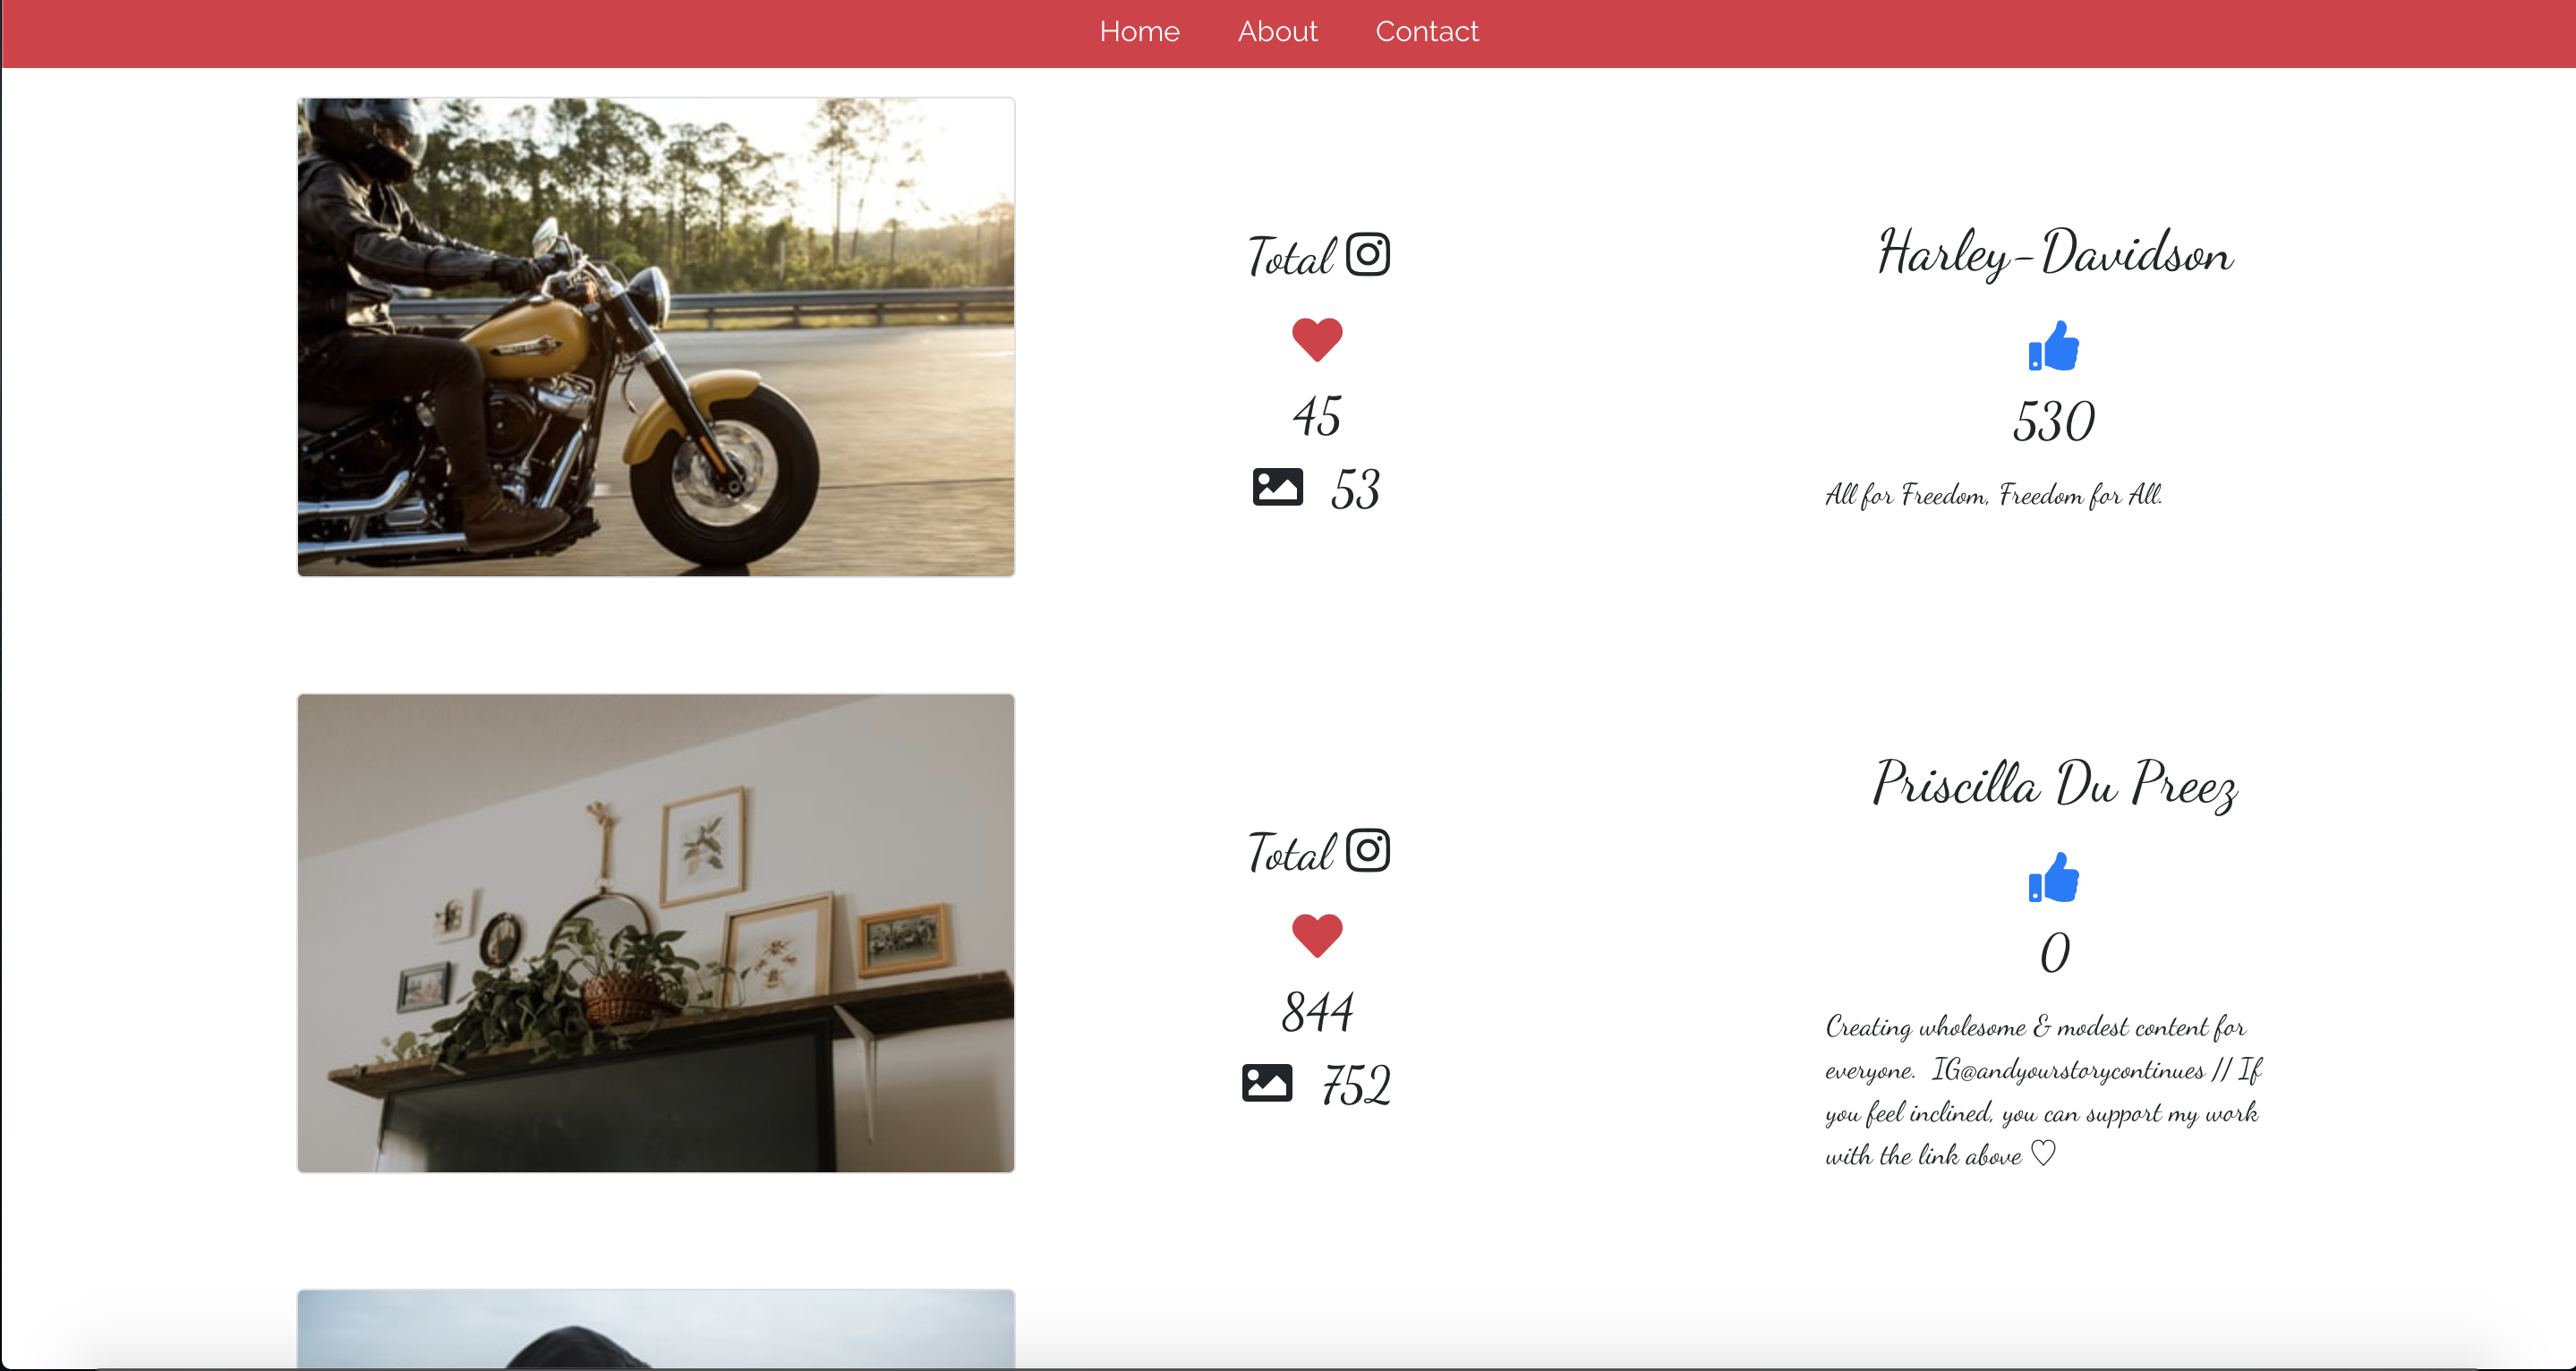 Home About Contact
Total
45
53
Harley-Davidson
530
All for Freedom, Freedom for All.
Total
844
752
Priscilla Du Preez
0
Creating wholesome & modest content for
everyone. IG@andyourstorycontinues // If
you feel inclined, you can support my work
with the link above ♡